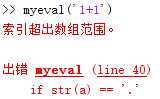 >> myeval('1+1')
索引超出数组范围。
出错 myeval (line 40)
if str(a) == '.'